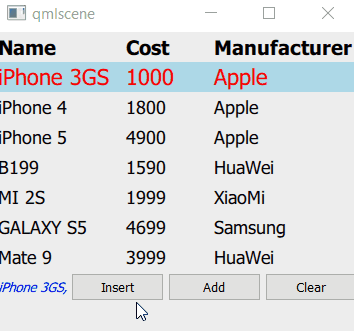 qmlscene
Name Cost Manufacturer
iPhone 3GS 1000 Apple
iPhone 4 1800 Apple
iPhone 5 4900 Apple
B199 1590 HuaWei
MI 2S 1999 XiaoMi
GALAXY S5 4699 Samsung
Mate 9 3999 HuaWei
iPhone 3GS, Insert Add Clear